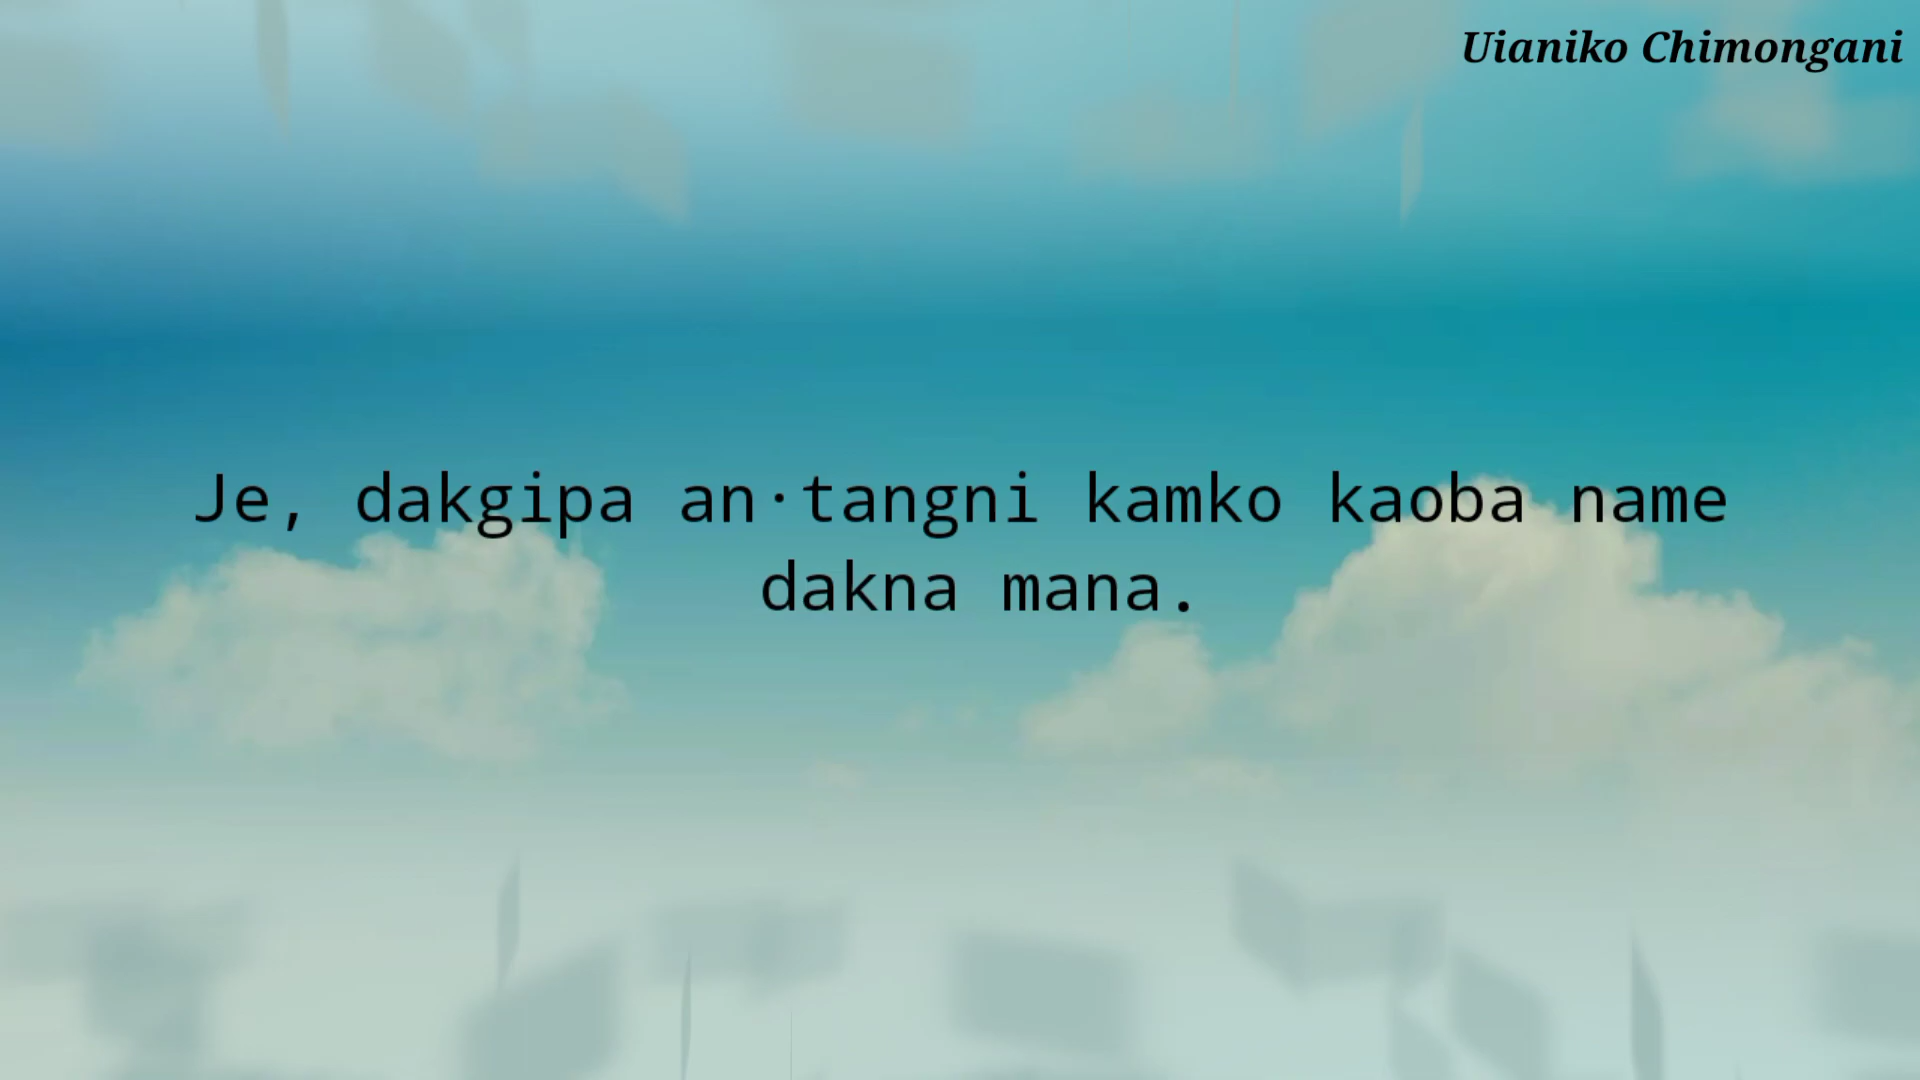 Uianiko Chimongani
Je, dakgipa an·tangni kamko kaoba name
dakna mana.